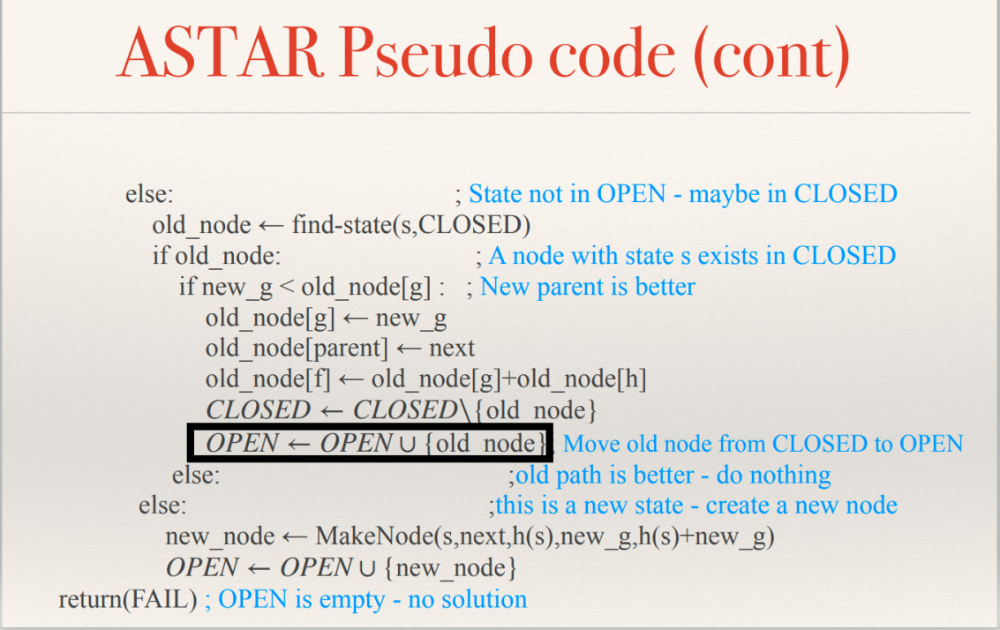 ASTAR Pseudo code (cont)
else: ; State not in OPEN - maybe in CLOSED
old_node ← find-state(s,CLOSED)
if old_node: ; A node with state s exists in CLOSED
if new_g < old_node[g] : ; New parent is better
old_node[g] ← new_g
old_node[parent] ← next
old_node[f] ← old_node[g]+old_node[h]
CLOSED ← CLOSED\{old_node}
OPEN ← OPEN ∪ {old_node}; Move old node from CLOSED to OPEN
else: ;old path is better - do nothing
else: ;this is a new state - create a new node
new_node ← MakeNode(s,next,h(s),new_g,h(s)+new_g)
OPEN ← OPEN ∪ {new_node}
return(FAIL) ; OPEN is empty - no solution